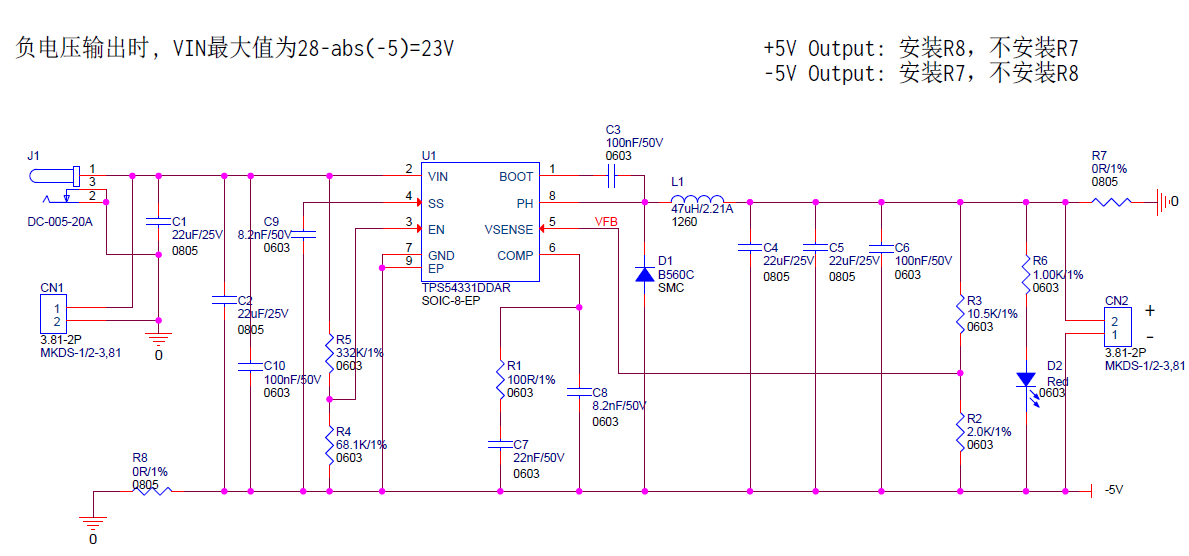 负电压输出时，VIN最大值为28-abs(-5)=23V
+5V Output: 安装R8，不安装R7
-5V Output: 安装R7，不安装R8
J1
1
3
2
DC-005-20A
CN1
1
2
3.81-2P
MKDS-1/2-3,81
0
C1
22uF/25V
0805
C2
22uF/25V
0805
C10
100nF/50V
0603
C9
8.2nF/50V
0603
R5
332K/1%
0603
R4
68.1K/1%
0603
R8
0R/1%
0805
0
U1
2
VIN
4
SS
3
EN
7
GND
9
EP
BOOT
1
PH
8
VSENSE
5
COMP
6
TPS54331DDAR
SOIC-8-EP
VFB
C3
100nF/50V
0603
L1
47uH/2.21A
1260
D1
B560C
SMC
R1
100R/1%
0603
C7
22nF/50V
0603
C8
8.2nF/50V
0603
C4
22uF/25V
0805
C5
22uF/25V
0805
C6
100nF/50V
0603
R3
10.5K/1%
0603
R2
2.0K/1%
0603
R6
1.00K/1%
0603
D2
Red
0603
R7
0R/1%
0805
0
CN2
2
1
+
-
3.81-2P
MKDS-1/2-3,81
-5V